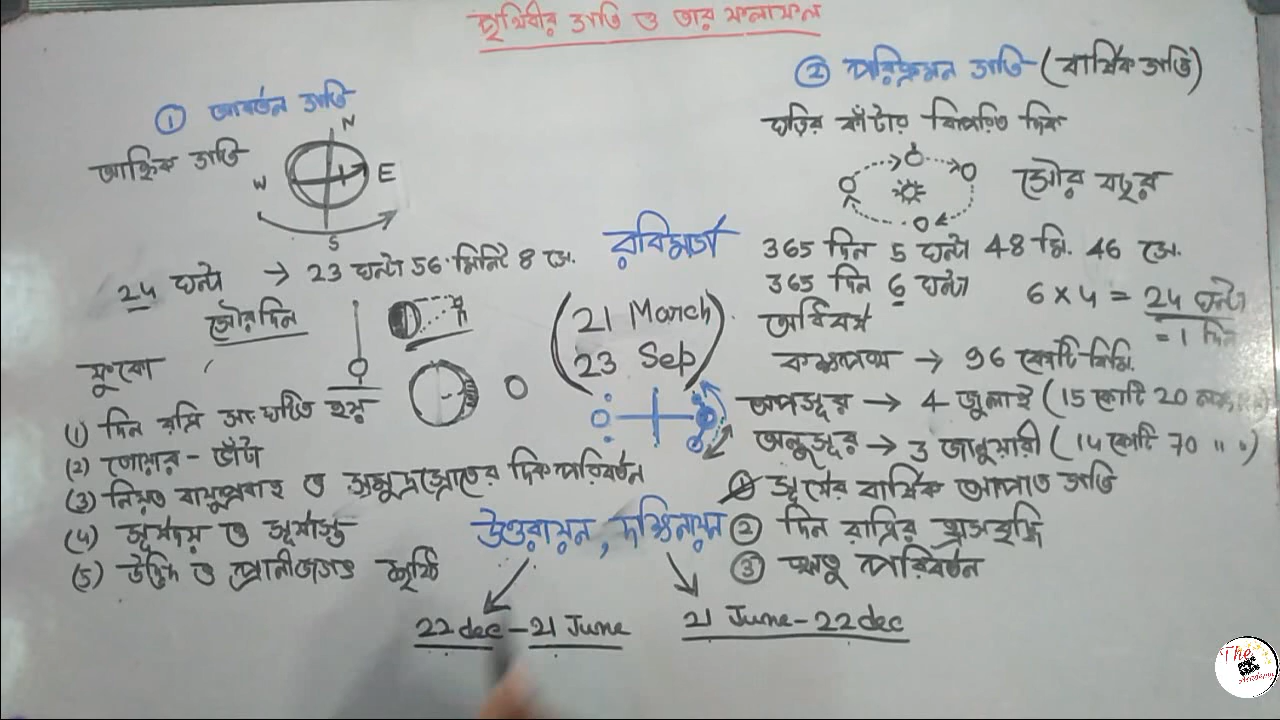 পৃথিবীর গতি ও তার ফলাফল
① আবর্তন গতি
আহ্নিক গতি
N
W
E
S
24 ঘন্টা → 23 ঘন্টা 56 মিনিট 4 সে.
সৌরদিন
ফুকো
(1) দিন রাত্রি সংঘটিত হয়
(2) জোয়ার - ভাঁটা
(3) নিয়ত বায়ুপ্রবাহ ও সমুদ্রস্রোতের দিক পরিবর্তন
(4) সূর্যদয় ও সূর্যাস্ত
(5) উদ্ভিদ ও প্রানীজগত সৃষ্টি
রবিমার্গ
(21 March)
(23 Sep)
উত্তরায়ন, দক্ষিনায়ন
22 dec – 21 June
21 June – 22 dec
② পরিক্রমন গতি (বার্ষিক গতি)
ঘড়ির কাঁটার বিপরিত দিক
সৌর বছর
365 দিন 5 ঘন্টা 48 মি. 46 সে.
365 দিন 6 ঘন্টা
6 × 4 = 24 ঘন্টা
= 1 দিন
অধিবর্ষ
কক্ষপথ → 96 কোটি কিমি.
অপসূর → 4 জুলাই (15 কোটি 20 লক্ষ
অনুসূর → 3 জানুয়ারী (14 কোটি 70 " ")
① সূর্যের বার্ষিক আপাত গতি
② দিন রাত্রির হ্রাসবৃদ্ধি
③ ঋতু পরিবর্তন
The